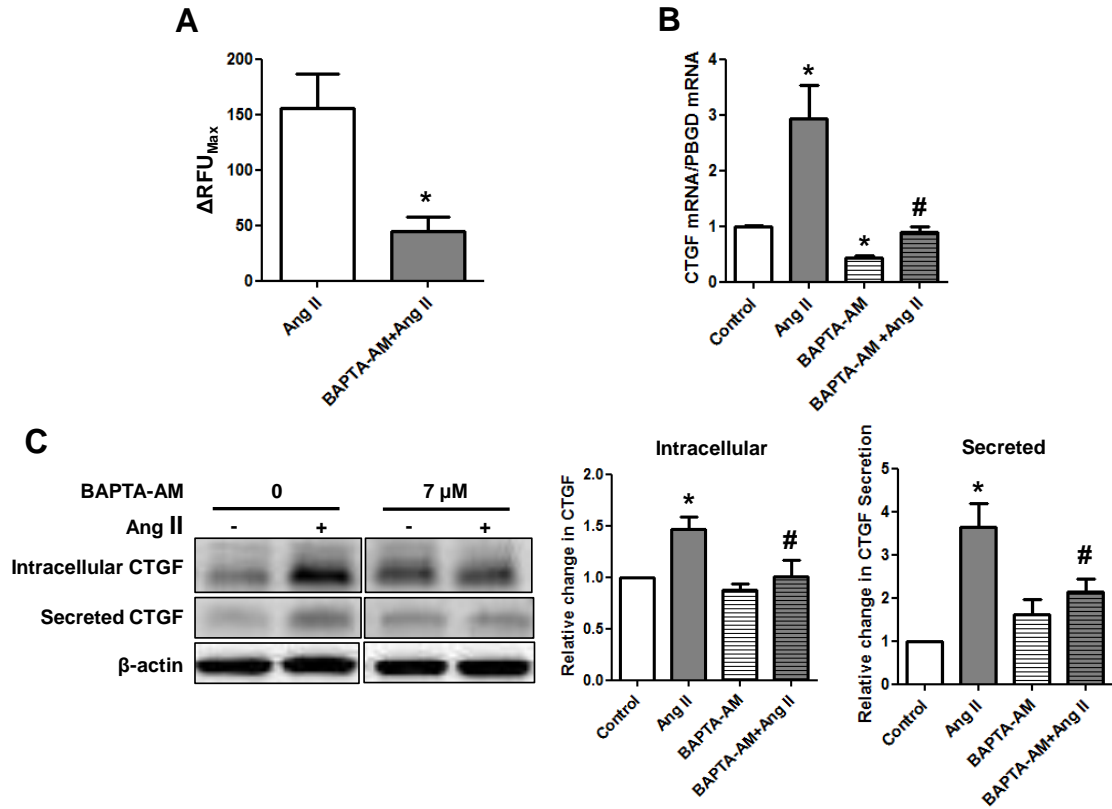 A
ΔRFUMax
200
150
100
50
0
*
Ang II
BAPTA-AM+Ang II
B
CTGF mRNA/PBGD mRNA
4
3
2
1
0
*
*
#
Control
Ang II
BAPTA-AM
BAPTA-AM +Ang II
C
BAPTA-AM 0 7 µM
Ang II - + - +
Intracellular CTGF
Secreted CTGF
β-actin
Intracellular
Relative change in CTGF
2.0
1.5
1.0
0.5
0.0
*
#
Control
Ang II
BAPTA-AM
BAPTA-AM+Ang II
Secreted
Relative change in CTGF Secretion
5
4
3
2
1
0
*
#
Control
Ang II
BAPTA-AM
BAPTA-AM+Ang II